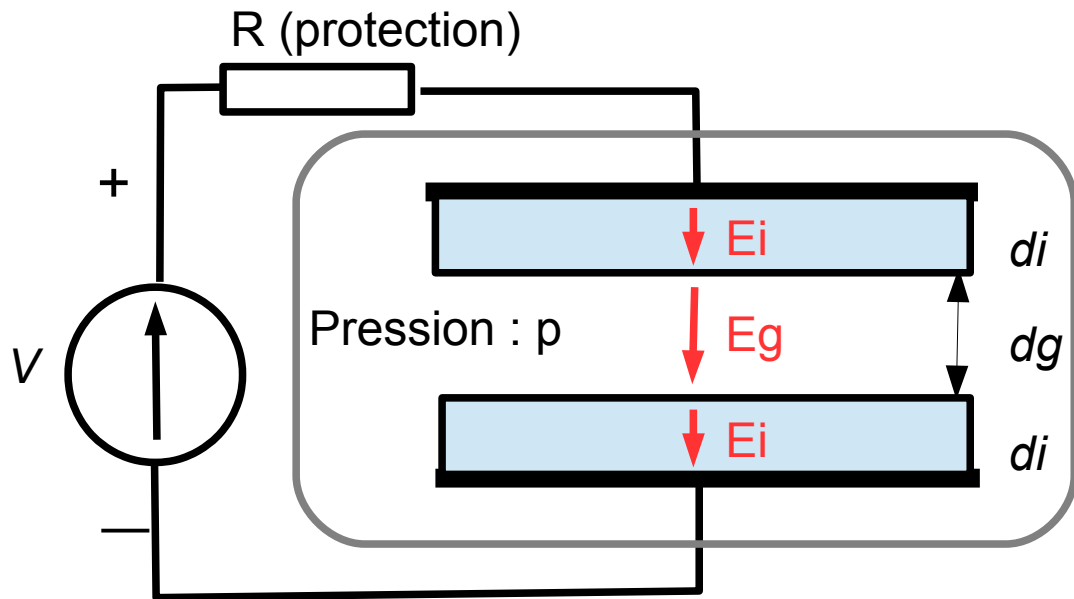 R (protection)
+
Ei
di
Pression : p
Eg
V
dg
Ei
di
—